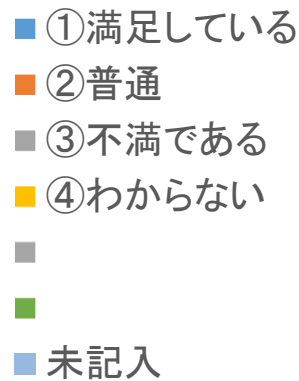 ①満足している
②普通
③不満である
④わからない
未記入